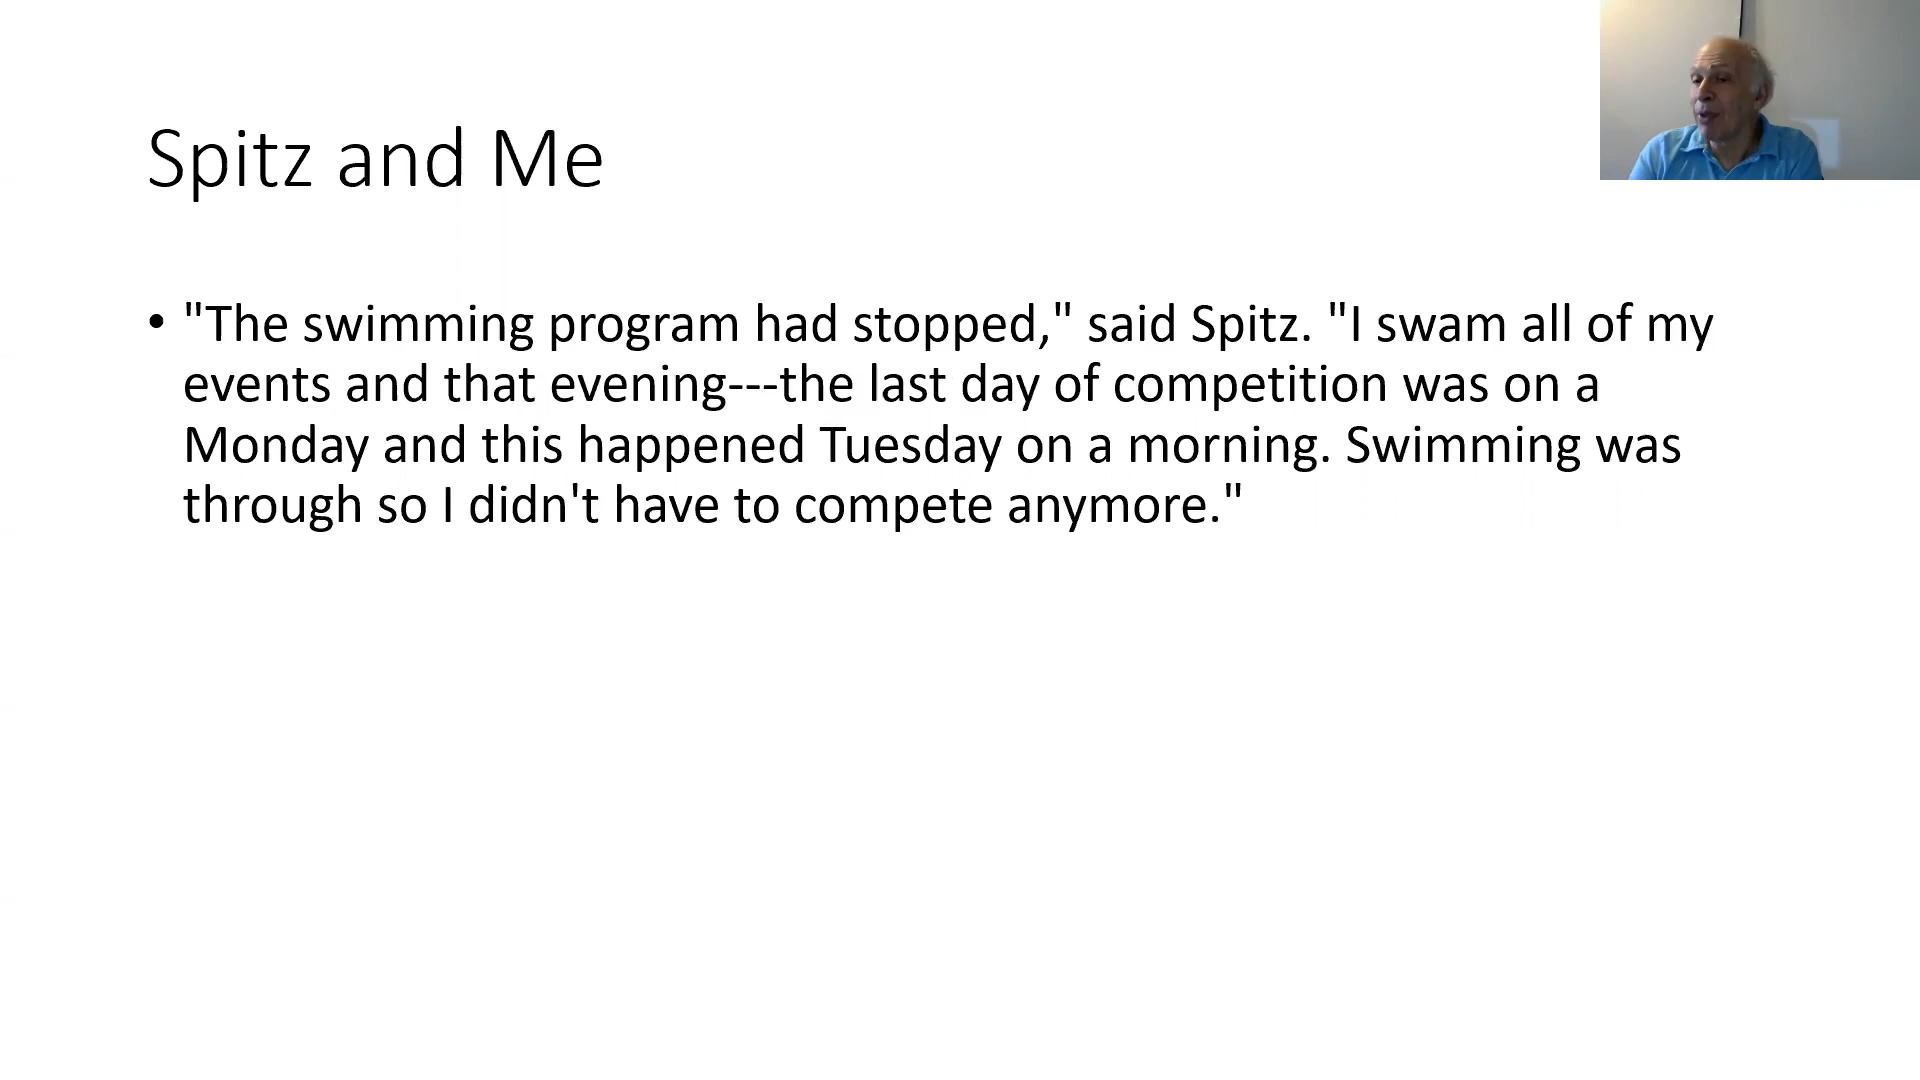 Spitz and Me
• "The swimming program had stopped," said Spitz. "I swam all of my
events and that evening---the last day of competition was on a
Monday and this happened Tuesday on a morning. Swimming was
through so I didn't have to compete anymore."